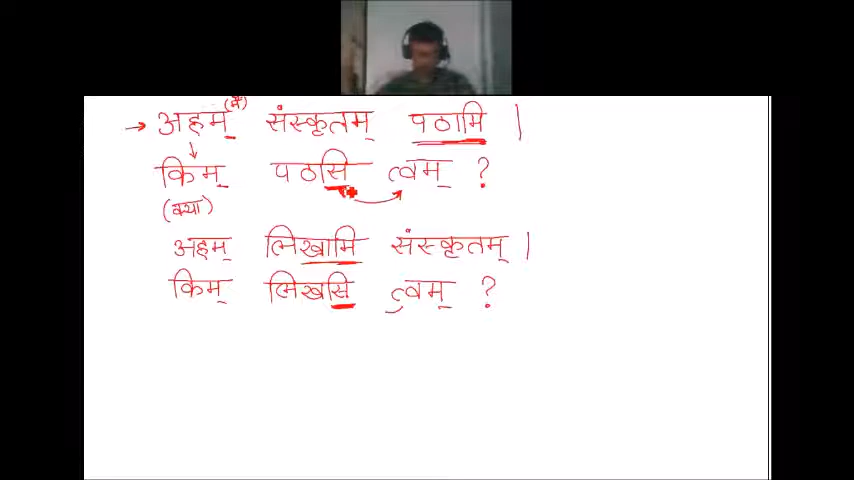 → अहम् (मैं) संस्कृतम् पठामि |
किम् पठसि त्वम् ?
(क्या)
अहम् लिखामि संस्कृतम् |
किम् लिखसि त्वम् ?